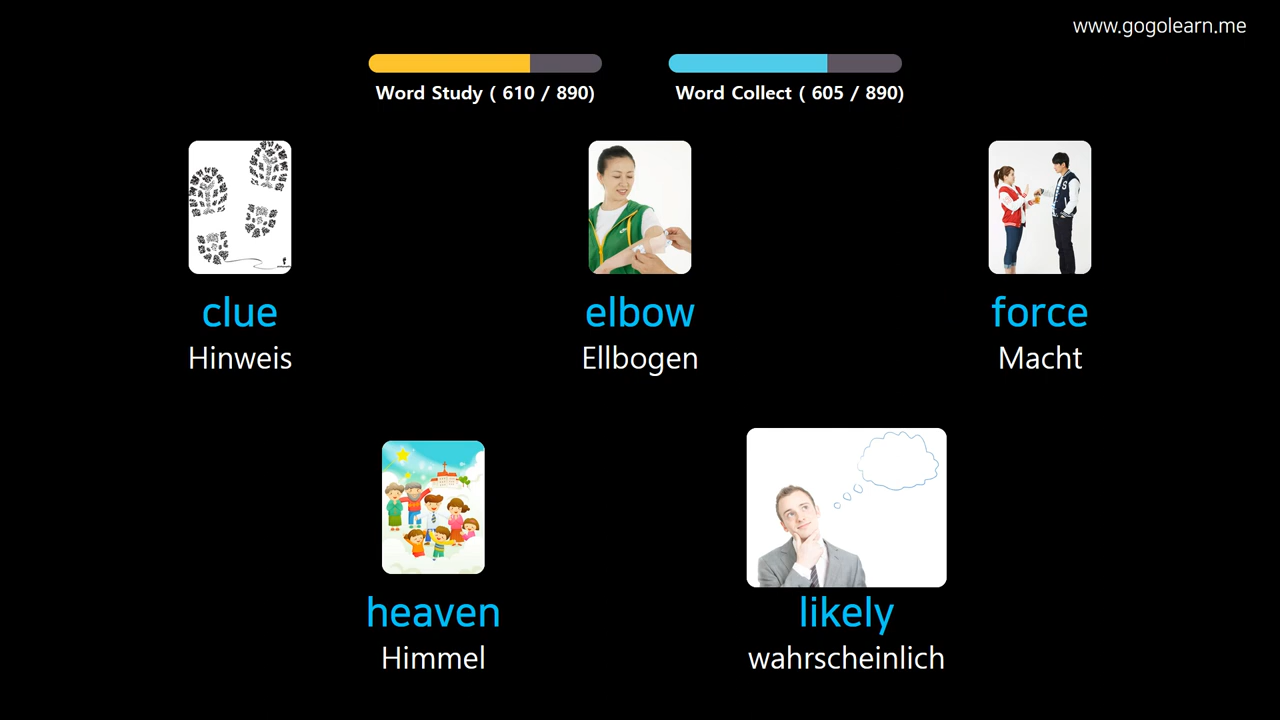 www.gogolearn.me
Word Study ( 610 / 890)
Word Collect ( 605 / 890)
clue
Hinweis
elbow
Ellbogen
force
Macht
heaven
Himmel
likely
wahrscheinlich